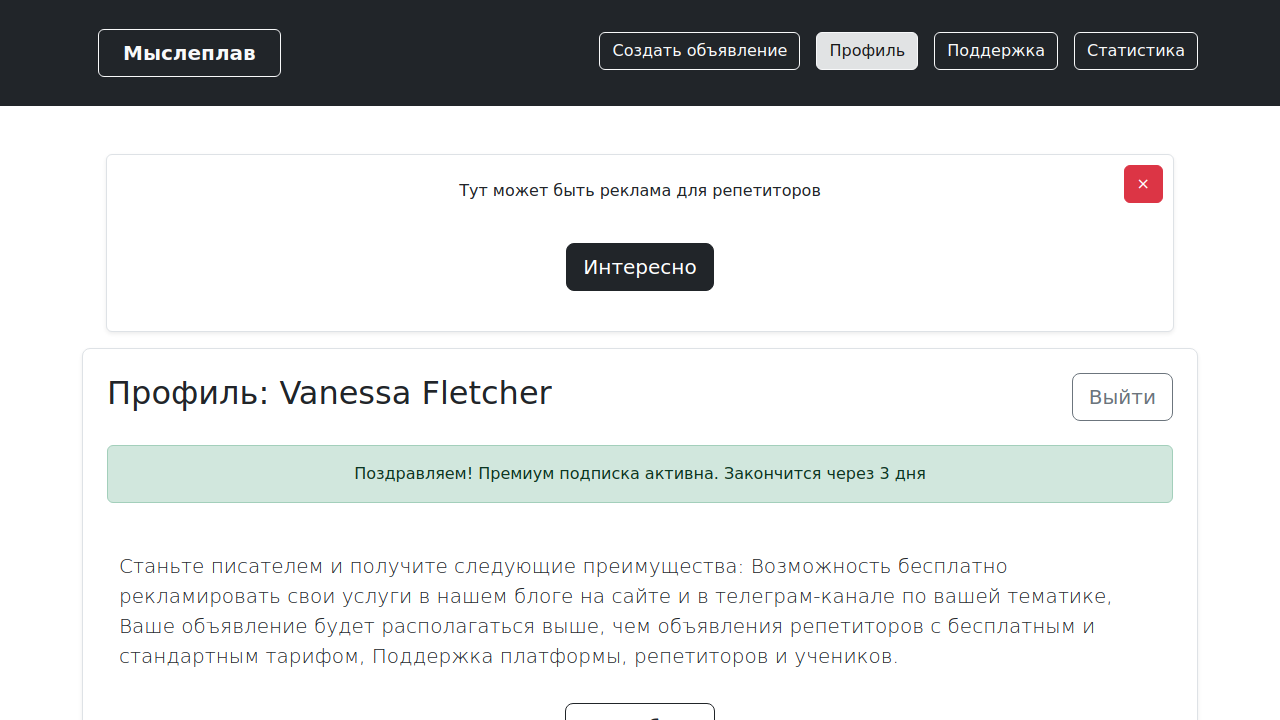 Мыслеплав
Создать объявление
Профиль
Поддержка
Статистика
Тут может быть реклама для репетиторов
×
Интересно
Профиль: Vanessa Fletcher
Выйти
Поздравляем! Премиум подписка активна. Закончится через 3 дня
Станьте писателем и получите следующие преимущества: Возможность бесплатно
рекламировать свои услуги в нашем блоге на сайте и в телеграм-канале по вашей тематике,
Ваше объявление будет располагаться выше, чем объявления репетиторов с бесплатным и
стандартным тарифом, Поддержка платформы, репетиторов и учеников.